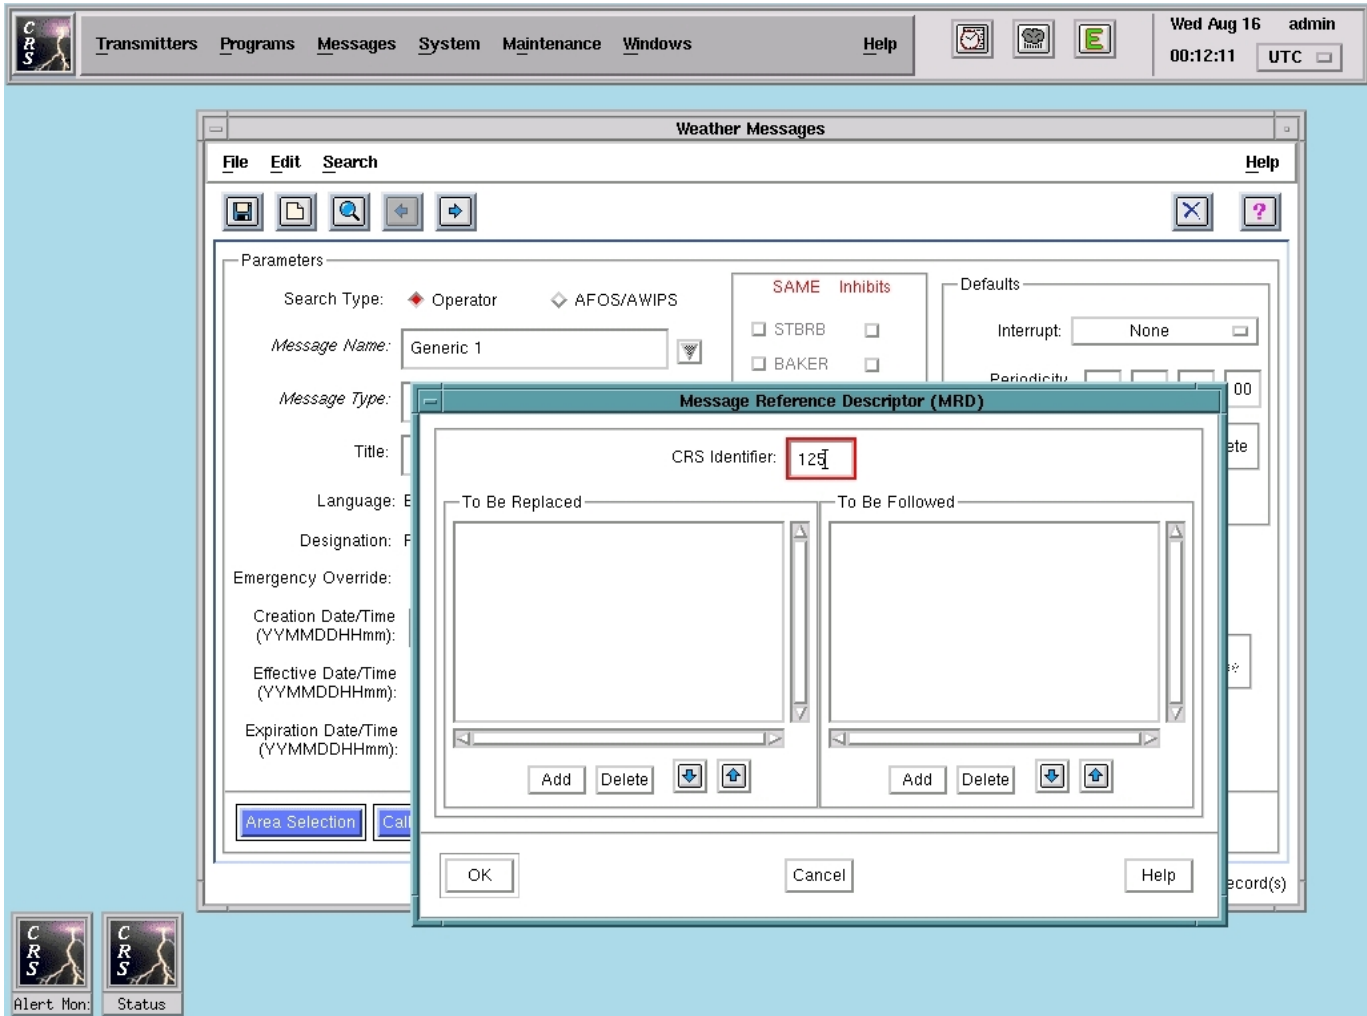 CRS
Transmitters Programs Messages System Maintenance Windows Help
E
Wed Aug 16 admin
00:12:11 UTC
Weather Messages
File Edit Search Help
?
Parameters
Search Type: Operator AFOS/AWIPS
SAME Inhibits
Defaults
STBRB
Interrupt: None
Message Name: Generic 1
BAKER
Periodicity
00
Message Type:
Message Reference Descriptor (MRD)
Title:
CRS Identifier: 125
ete
Language: E
To Be Replaced To Be Followed
Designation: F
Emergency Override:
Creation Date/Time
(YYMMDDHHmm):
Effective Date/Time
(YYMMDDHHmm):
Expiration Date/Time
(YYMMDDHHmm):
Add Delete Add Delete
Area Selection Call
OK Cancel Help
ecord(s)
CRS CRS
Alert Mon: Status